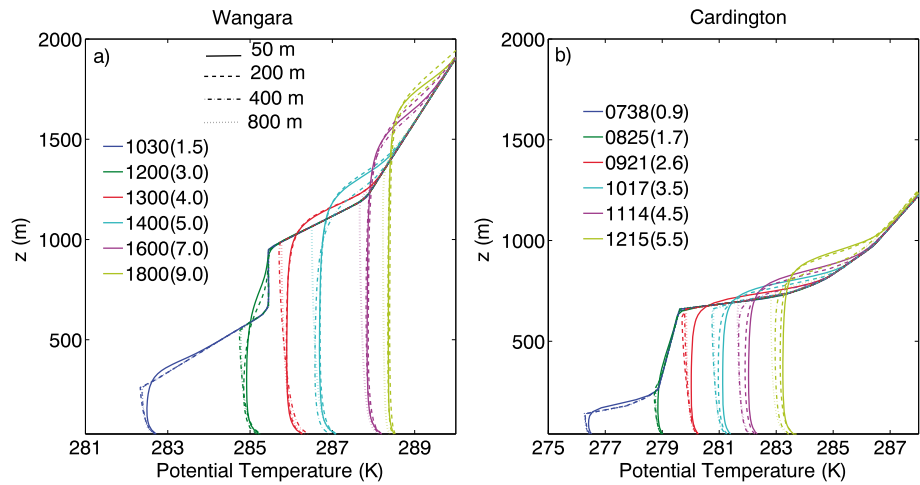 Wangara
Cardington
2000
1500
1000
500
z (m)
a)
50 m
200 m
400 m
800 m
1030(1.5)
1200(3.0)
1300(4.0)
1400(5.0)
1600(7.0)
1800(9.0)
281
283
285
287
289
Potential Temperature (K)
2000
1500
1000
500
z (m)
b)
0738(0.9)
0825(1.7)
0921(2.6)
1017(3.5)
1114(4.5)
1215(5.5)
275
277
279
281
283
285
287
Potential Temperature (K)